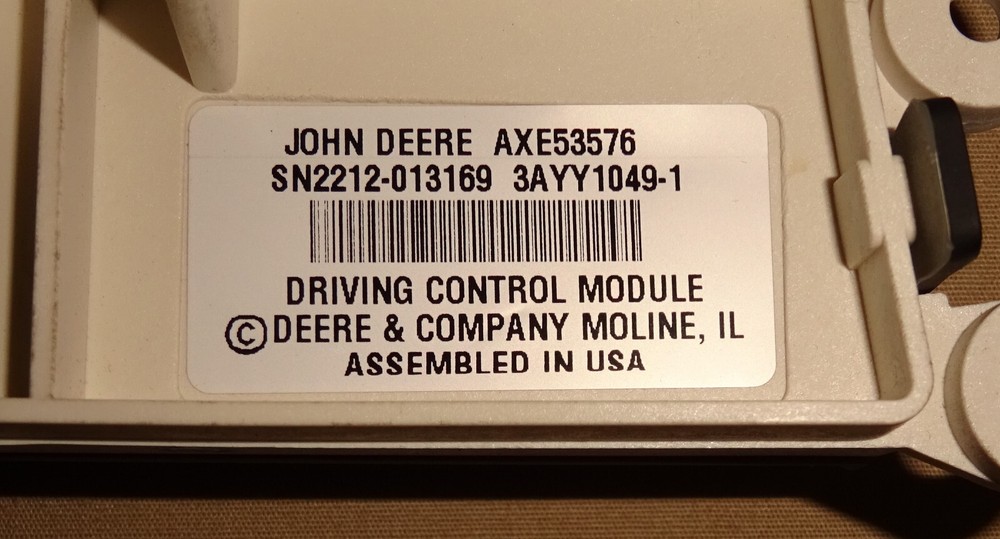 JOHN DEERE AXE53576
SN2212-013169 3AYY1049-1
DRIVING CONTROL MODULE
© DEERE & COMPANY MOLINE, IL
ASSEMBLED IN USA